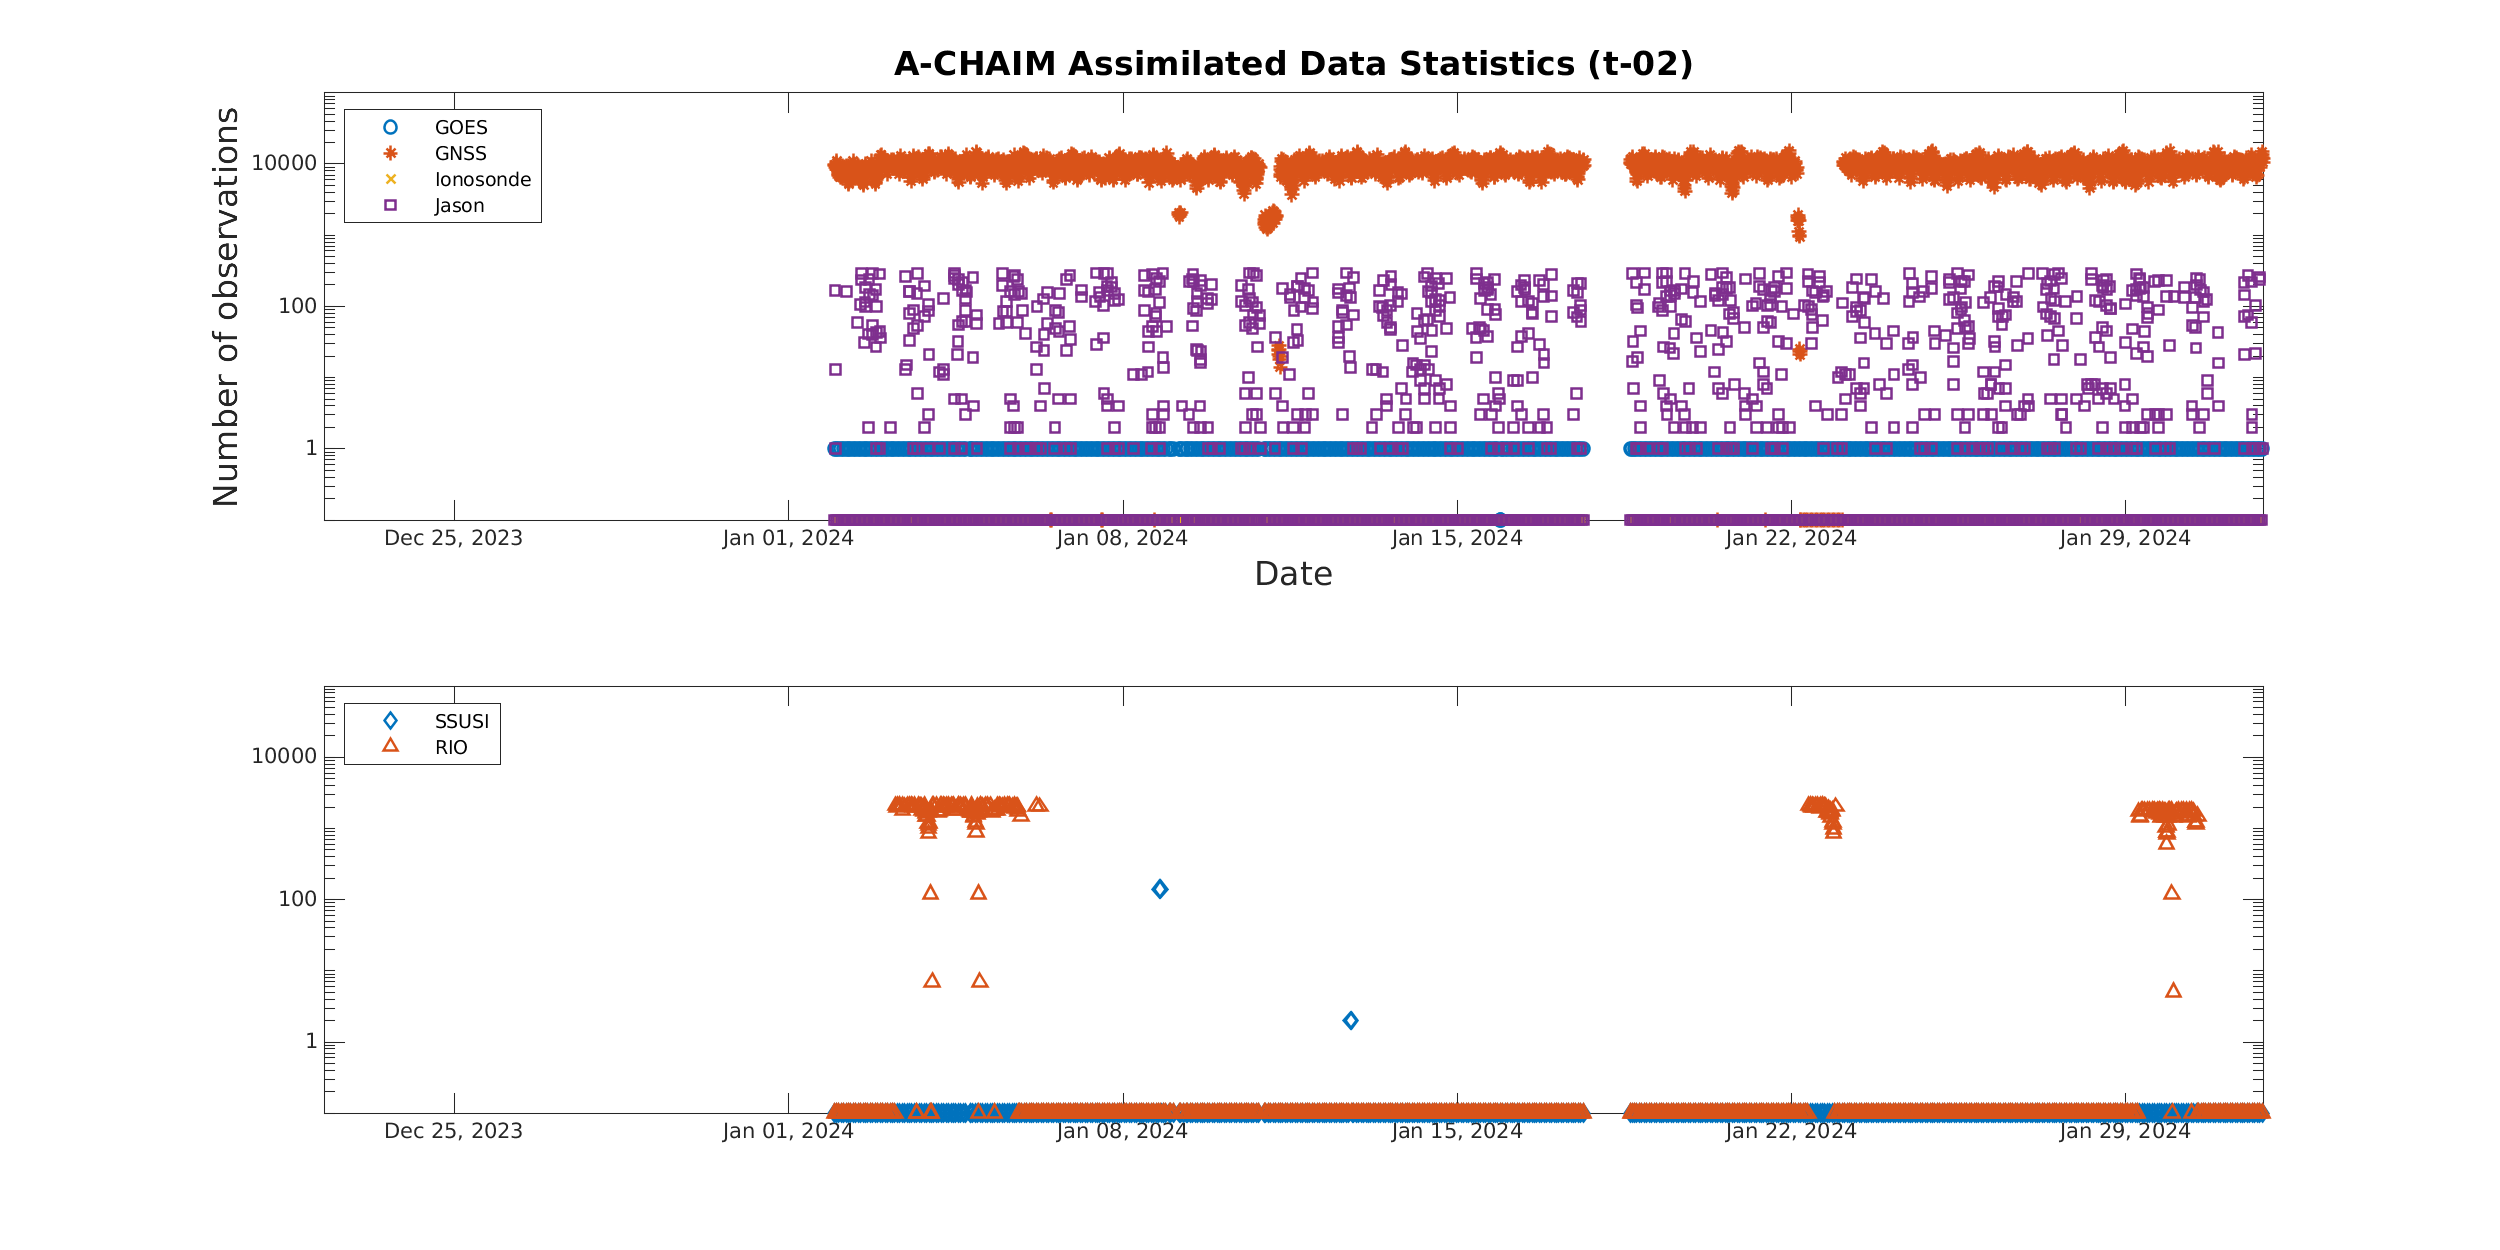 A-CHAIM Assimilated Data Statistics (t-02)
Number of observations
10000
100
1
GOES
GNSS
Ionosonde
Jason
Dec 25, 2023
Jan 01, 2024
Jan 08, 2024
Jan 15, 2024
Jan 22, 2024
Jan 29, 2024
Date
10000
100
1
SSUSI
RIO
Dec 25, 2023
Jan 01, 2024
Jan 08, 2024
Jan 15, 2024
Jan 22, 2024
Jan 29, 2024